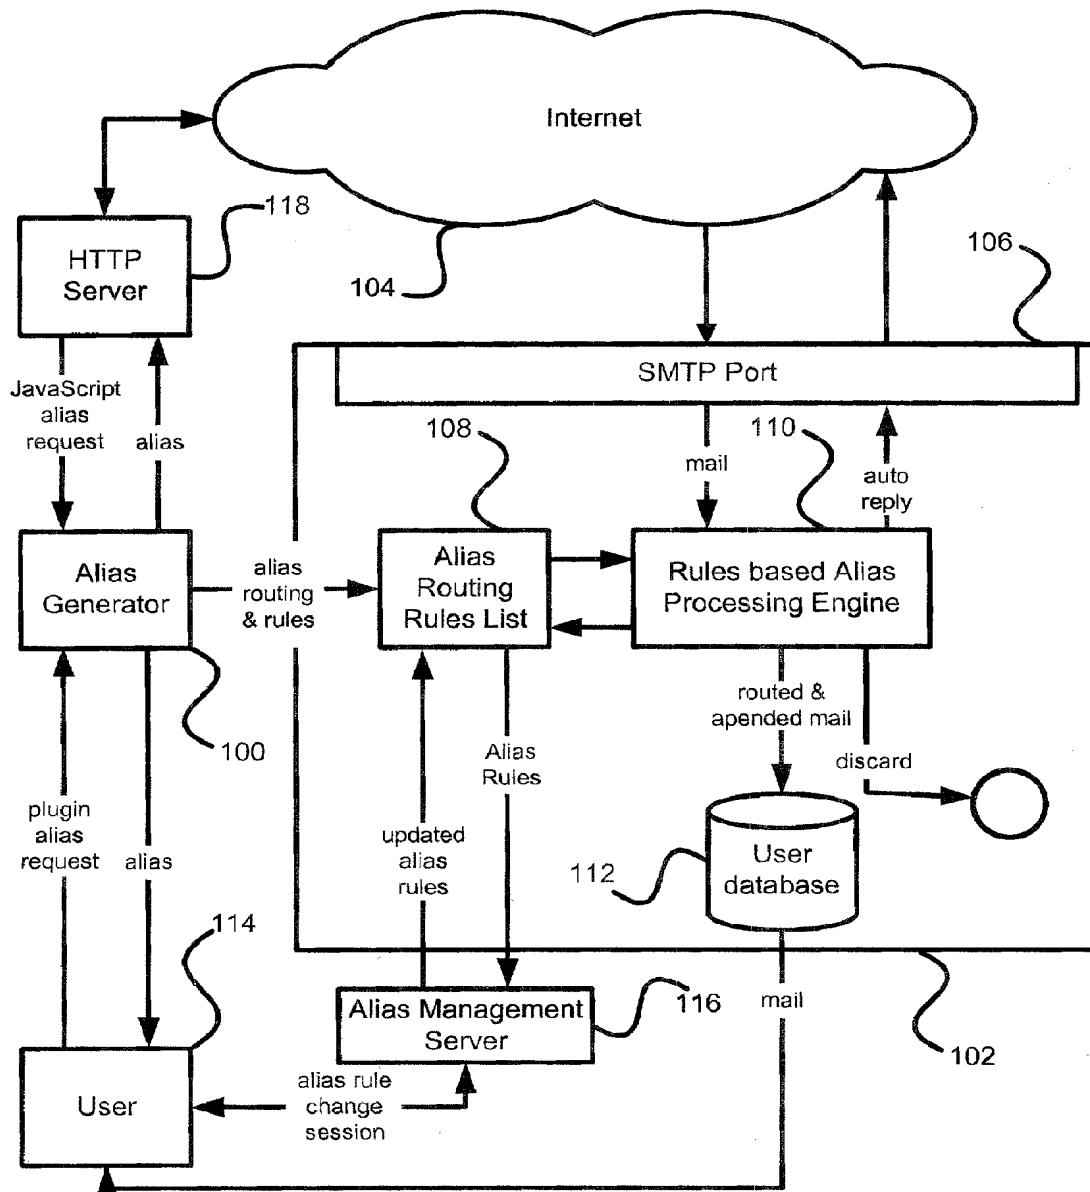 Internet
118
HTTP
Server
104
106
SMTP Port
JavaScript
alias
request
alias
108
110
mail
auto
reply
Alias
Generator
alias
routing
& rules
Alias
Routing
Rules List
Rules based Alias
Processing Engine
100
routed &
apended mail
Alias
Rules
discard
plugin
alias
request
alias
updated
alias
rules
User
database
112
114
Alias Management
Server
116
mail
102
User
alias rule
change
session